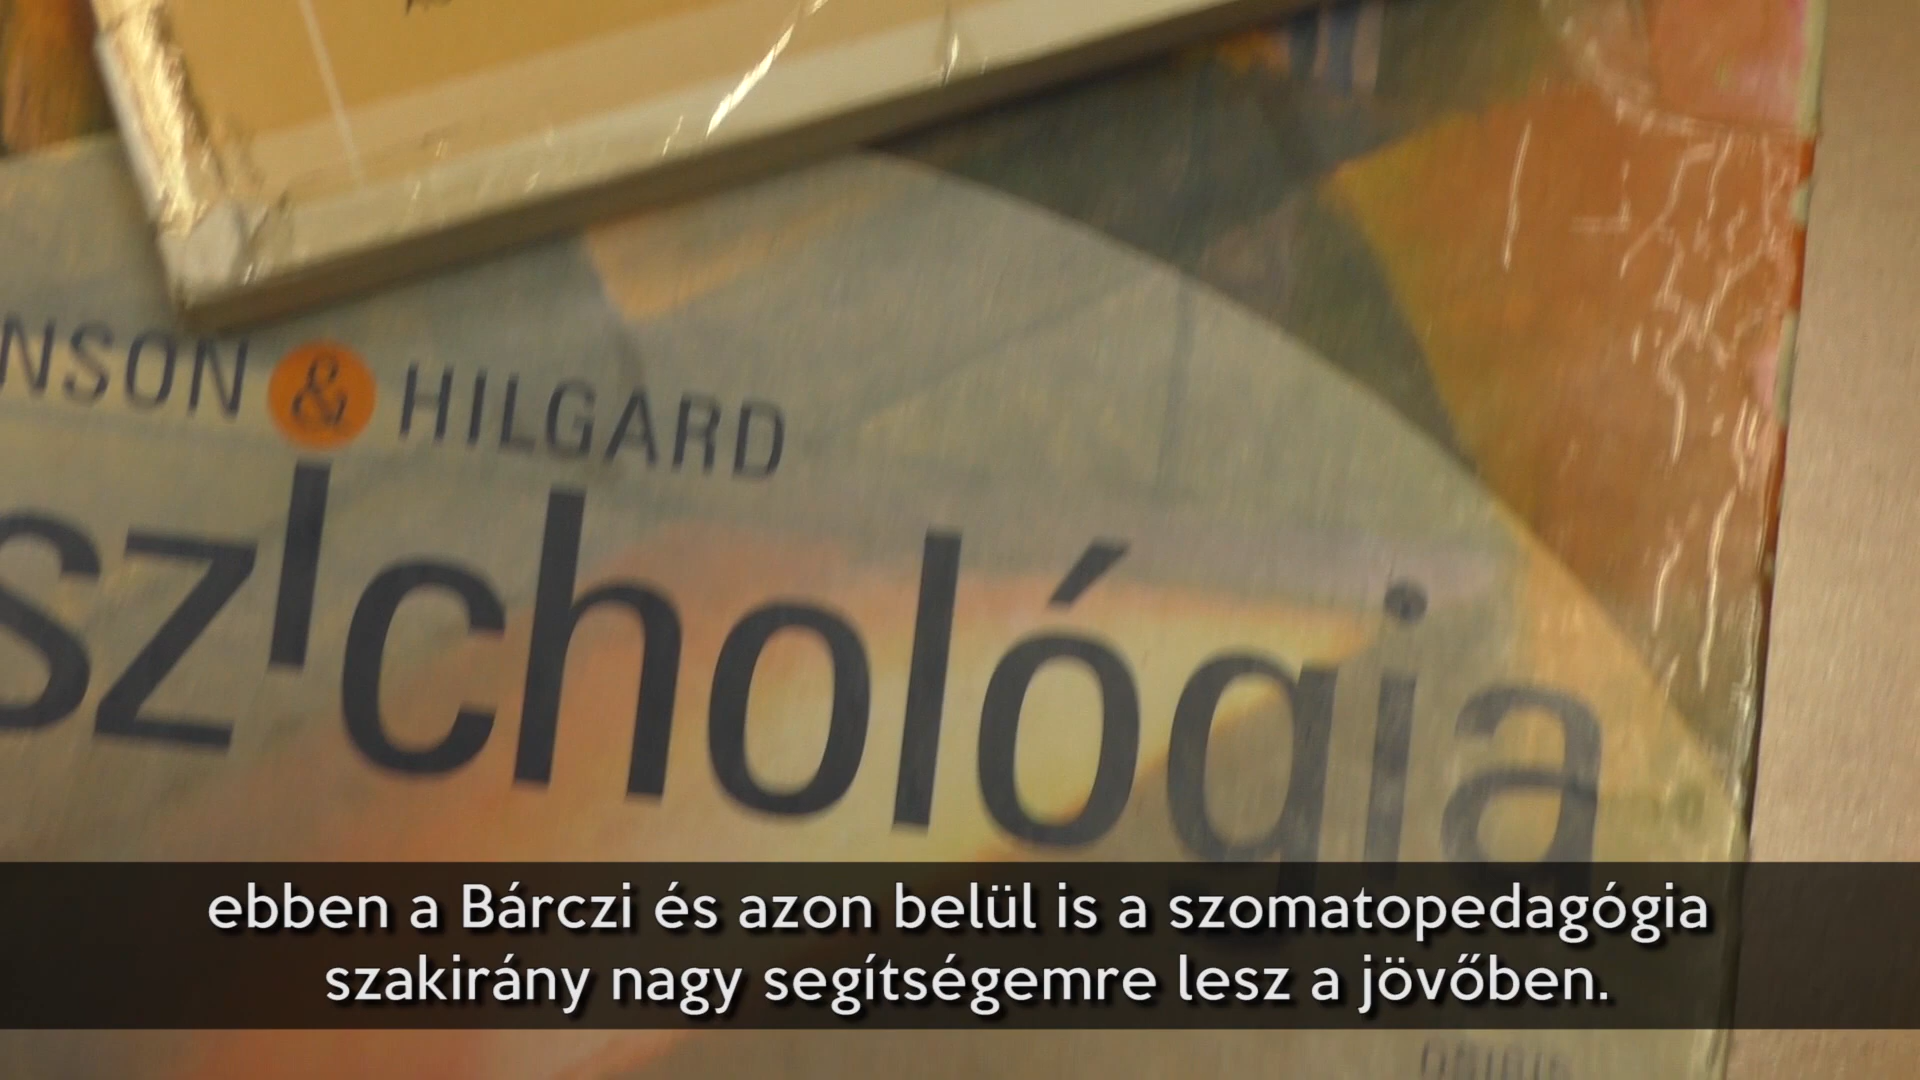 NSON & HILGARD
szichológia
ebben a Bárczi és azon belül is a szomatopedagógia
szakirány nagy segítségemre lesz a jövőben.